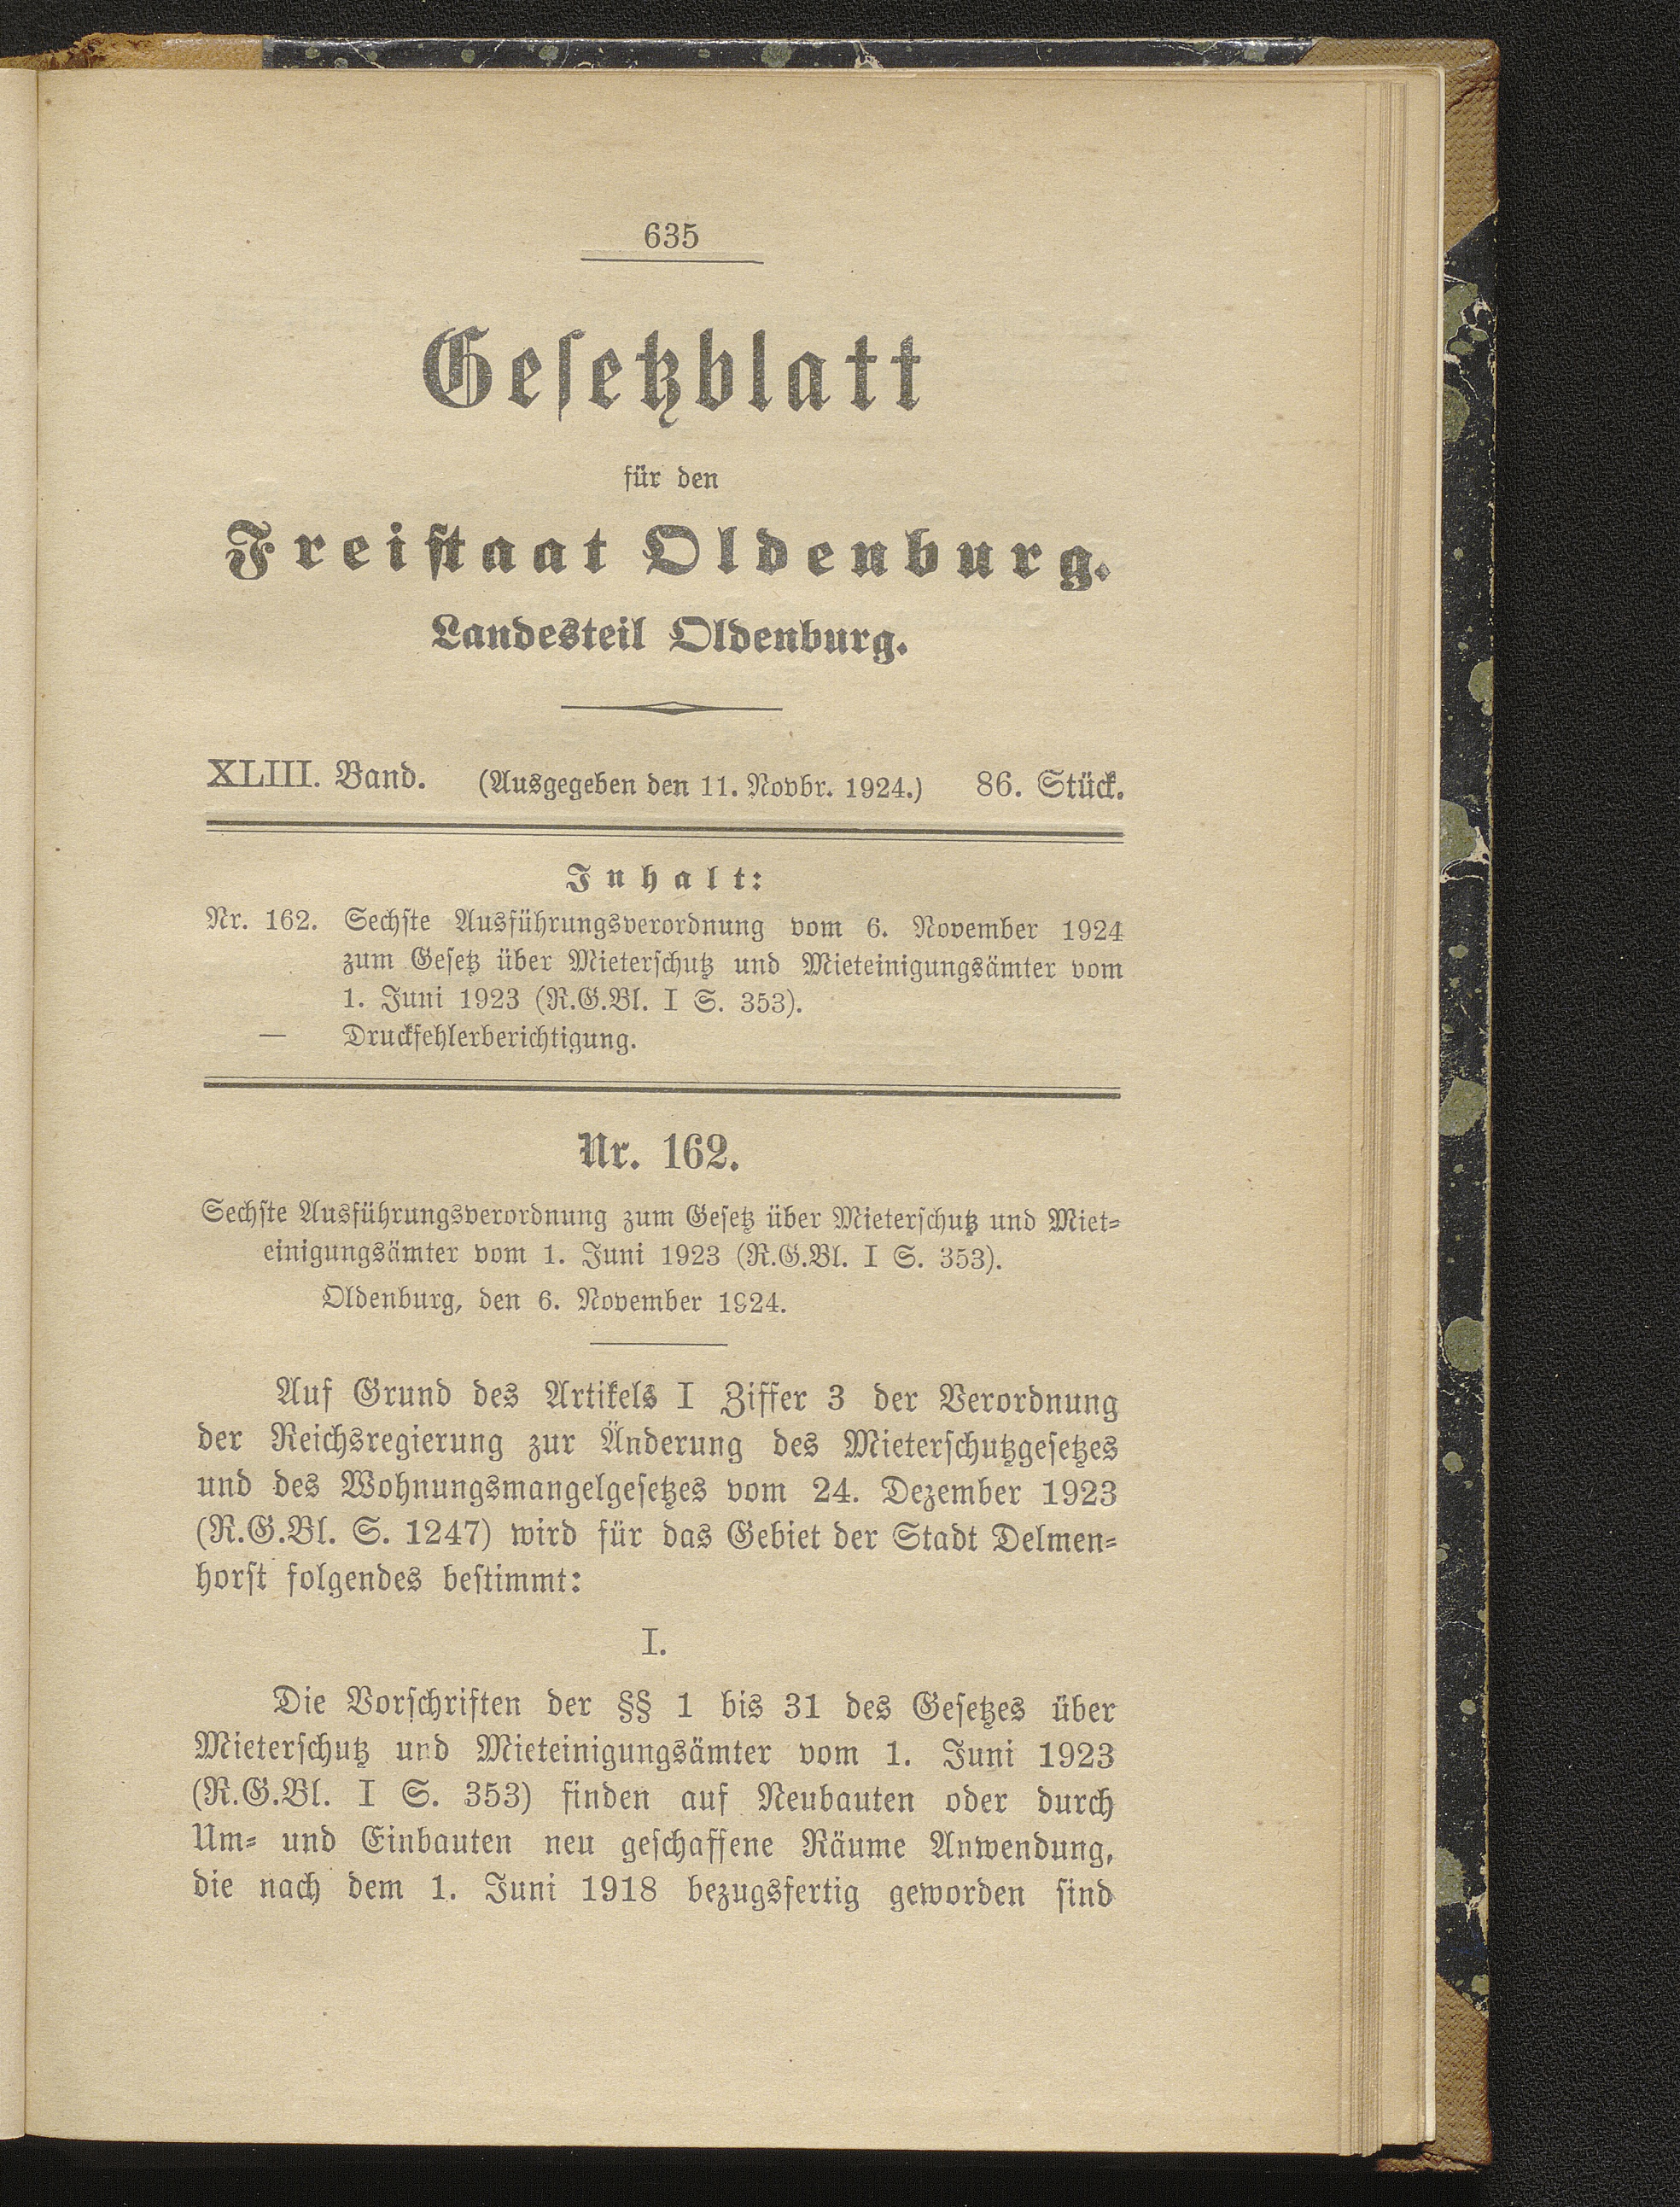 635
Gesetzblatt
für den
Freistaat Oldenburg.
Landesteil Oldenburg.
XLIII. Band. (Ausgegeben den 11. Novbr. 1924.) 86. Stück.
Inhalt:
Nr. 162. Sechste Ausführungsverordnung vom 6. November 1924
zum Gesetz über Mieterschutz und Mieteinigungsämter vom
1. Juni 1923 (R.G.Bl. I S. 353).
— Druckfehlerberichtigung.
Nr. 162.
Sechste Ausführungsverordnung zum Gesetz über Mieterschutz und Miet-
einigungsämter vom 1. Juni 1923 (R.G.Bl. I S. 353).
Oldenburg, den 6. November 1924.
Auf Grund des Artikels I Ziffer 3 der Verordnung
der Reichsregierung zur Änderung des Mieterschutzgesetzes
und des Wohnungsmangelgesetzes vom 24. Dezember 1923
(R.G.Bl. S. 1247) wird für das Gebiet der Stadt Delmen-
horst folgendes bestimmt:
I.
Die Vorschriften der §§ 1 bis 31 des Gesetzes über
Mieterschutz und Mieteinigungsämter vom 1. Juni 1923
(R.G.Bl. I S. 353) finden auf Neubauten oder durch
Um- und Einbauten neu geschaffene Räume Anwendung,
die nach dem 1. Juni 1918 bezugsfertig geworden sind